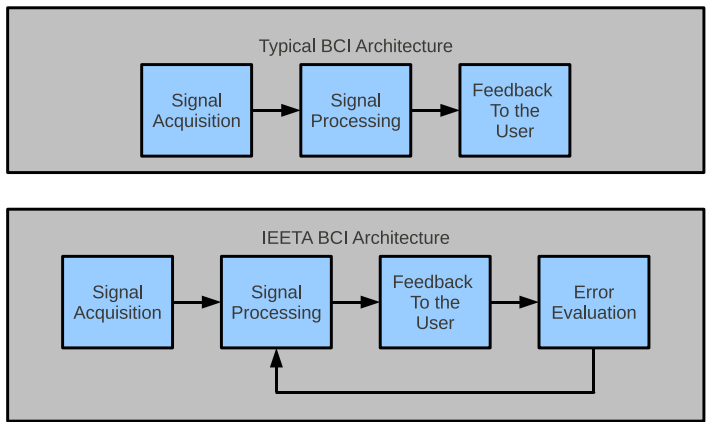 Typical BCI Architecture
Signal
Acquisition
Signal
Processing
Feedback
To the
User
IEETA BCI Architecture
Signal
Acquisition
Signal
Processing
Feedback
To the
User
Error
Evaluation